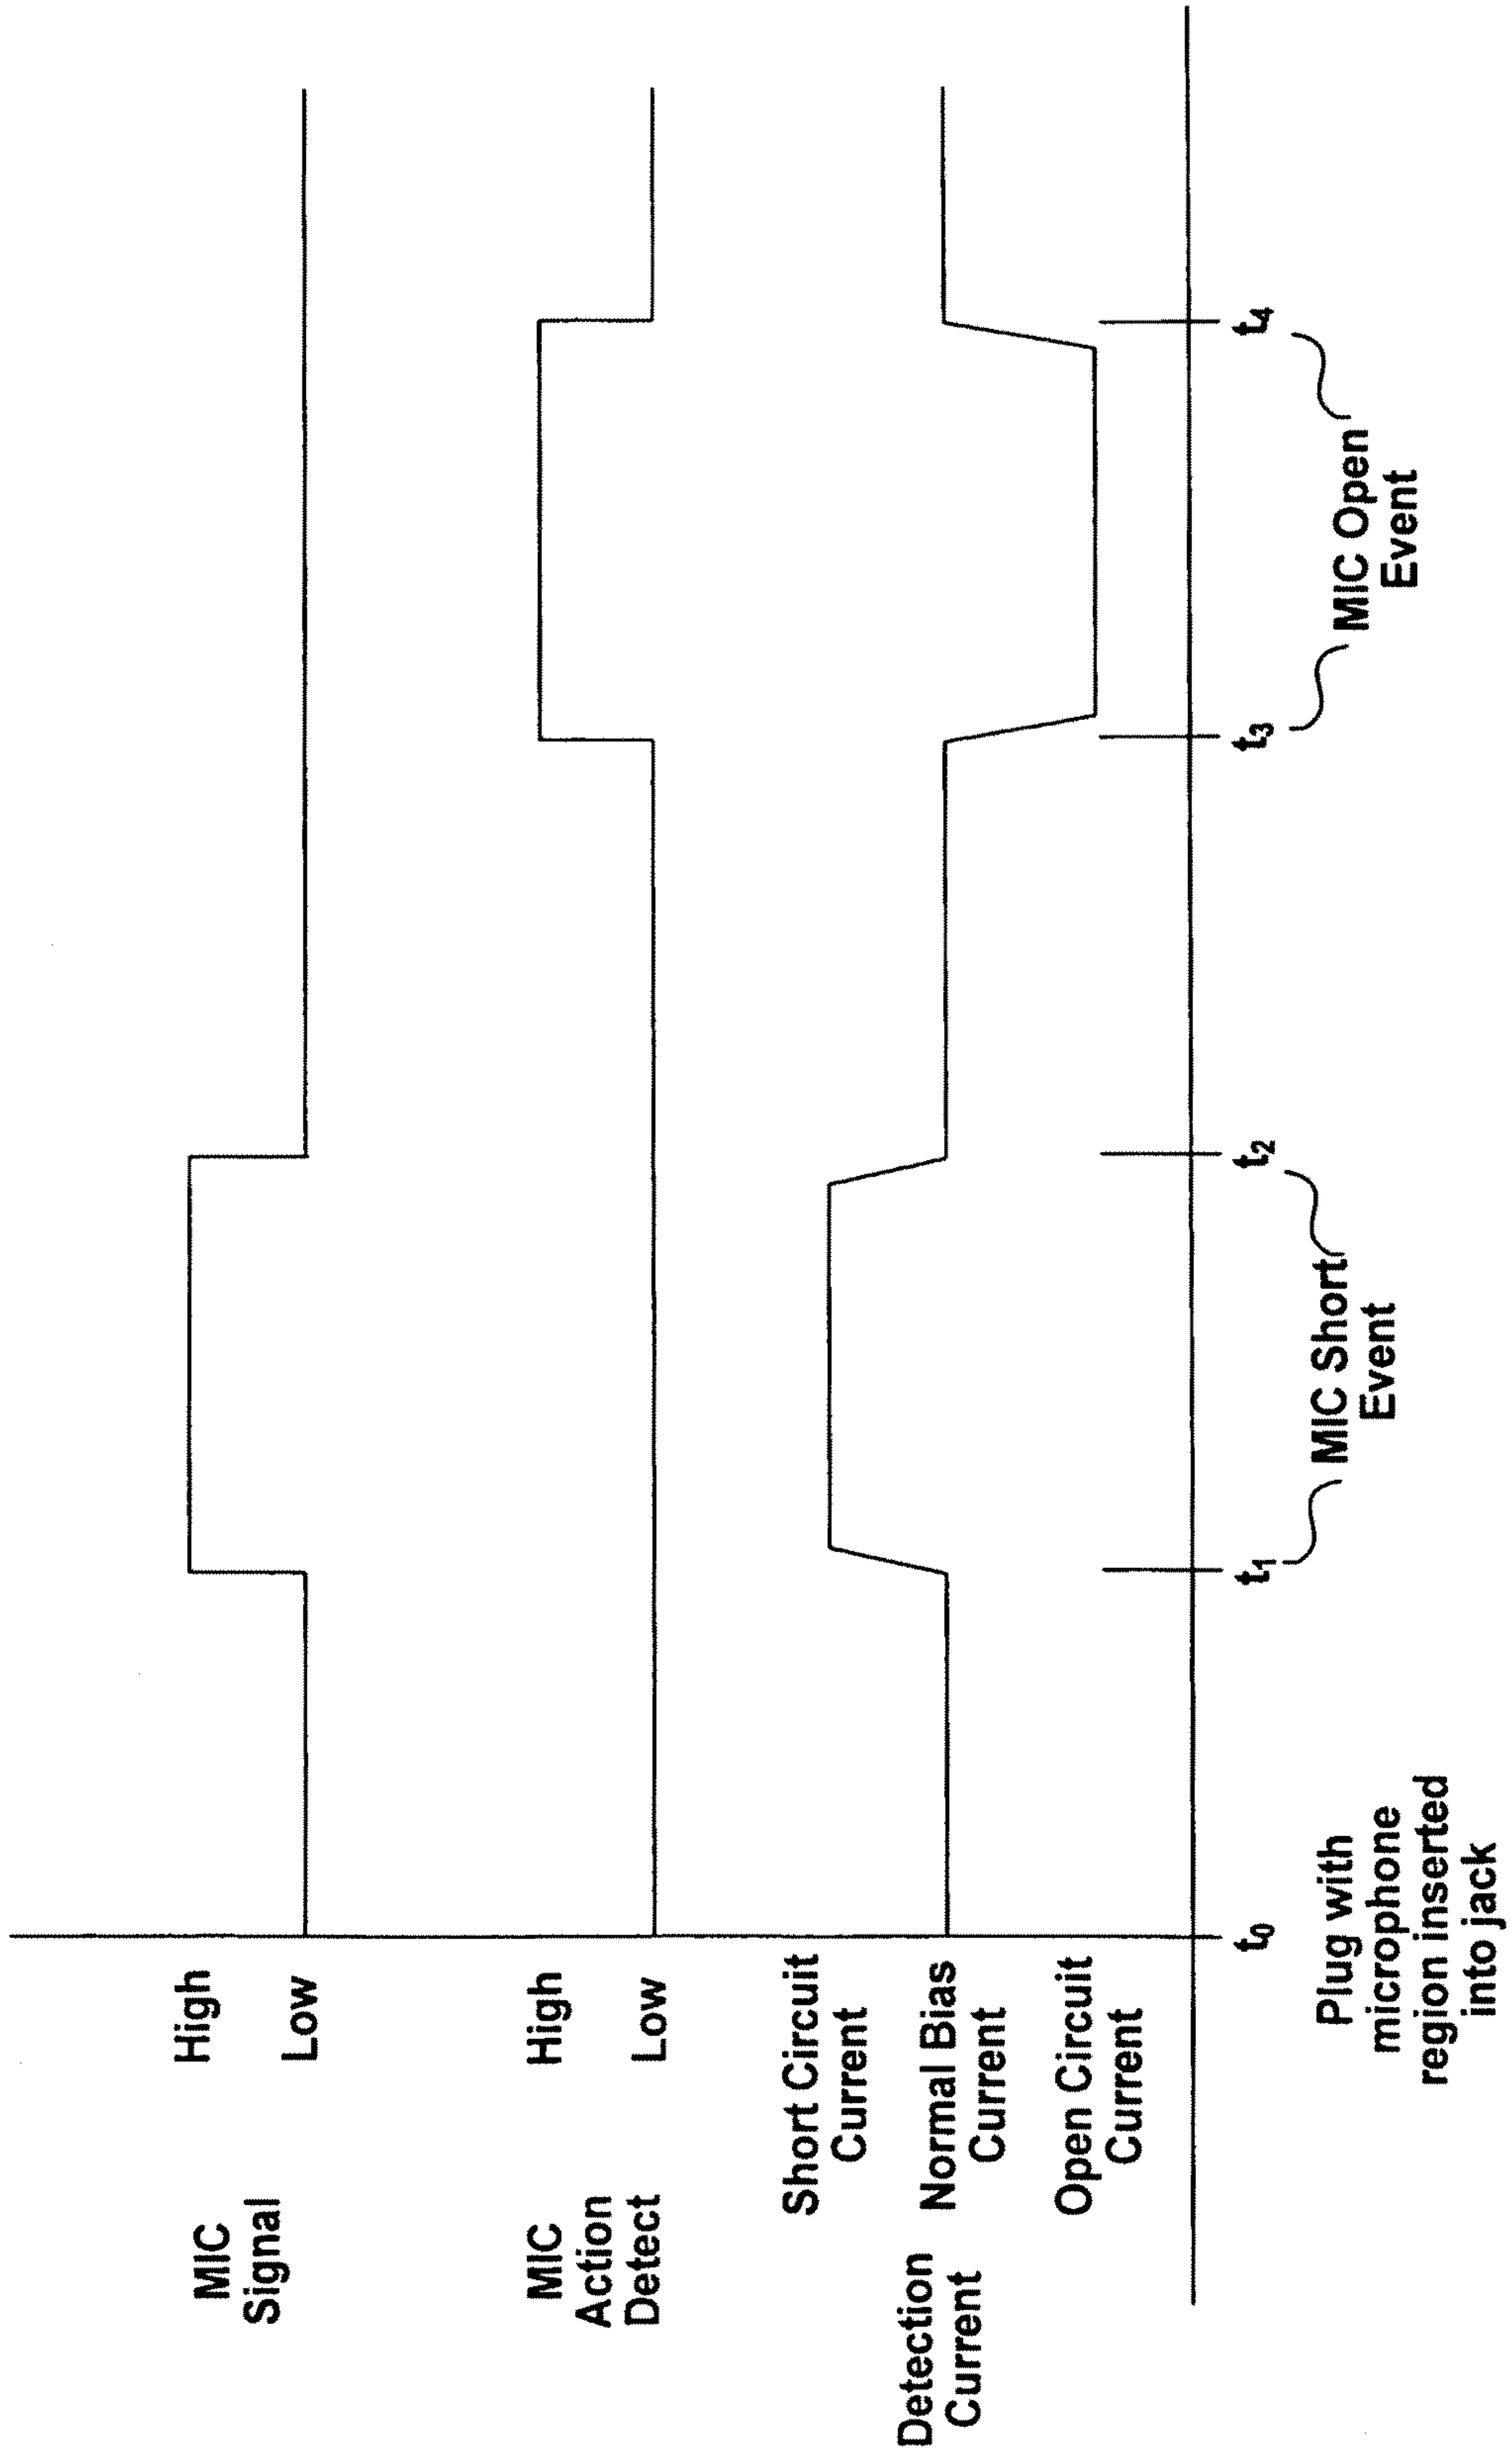 MIC
Signal
High
Low
MIC
Action
Detect
High
Low
Detection
Current
Short Circuit
Current
Normal Bias
Current
Open Circuit
Current
t0
t1
t2
t3
t4
Plug with
microphone
region inserted
into jack
MIC Short
Event
MIC Open
Event